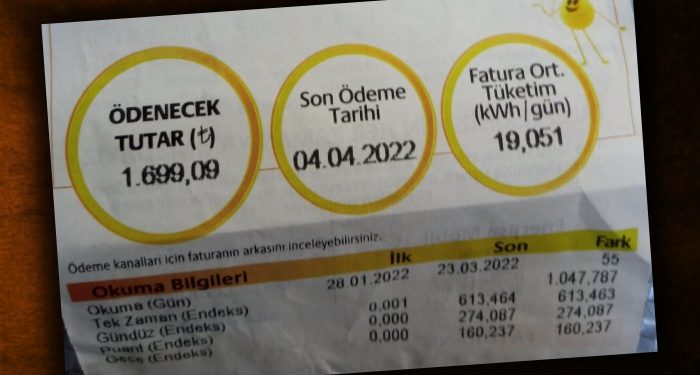 ÖDENECEK
TUTAR (₺)
1.699,09
Son Ödeme
Tarihi
04.04.2022
Fatura Ort.
Tüketim
(kWh/gün)
19,051
Ödeme kanalları için faturanın arkasını inceleyebilirsiniz.
Okuma Bilgileri İlk Son Fark
Okuma (Gün) 28.01.2022 23.03.2022 55
Tek Zaman (Endeks) 1.047,787
Gündüz (Endeks) 0,001 613,464 613,463
Puant (Endeks) 0,000 274,087 274,087
Gece (Endeks) 0,000 160,237 160,237